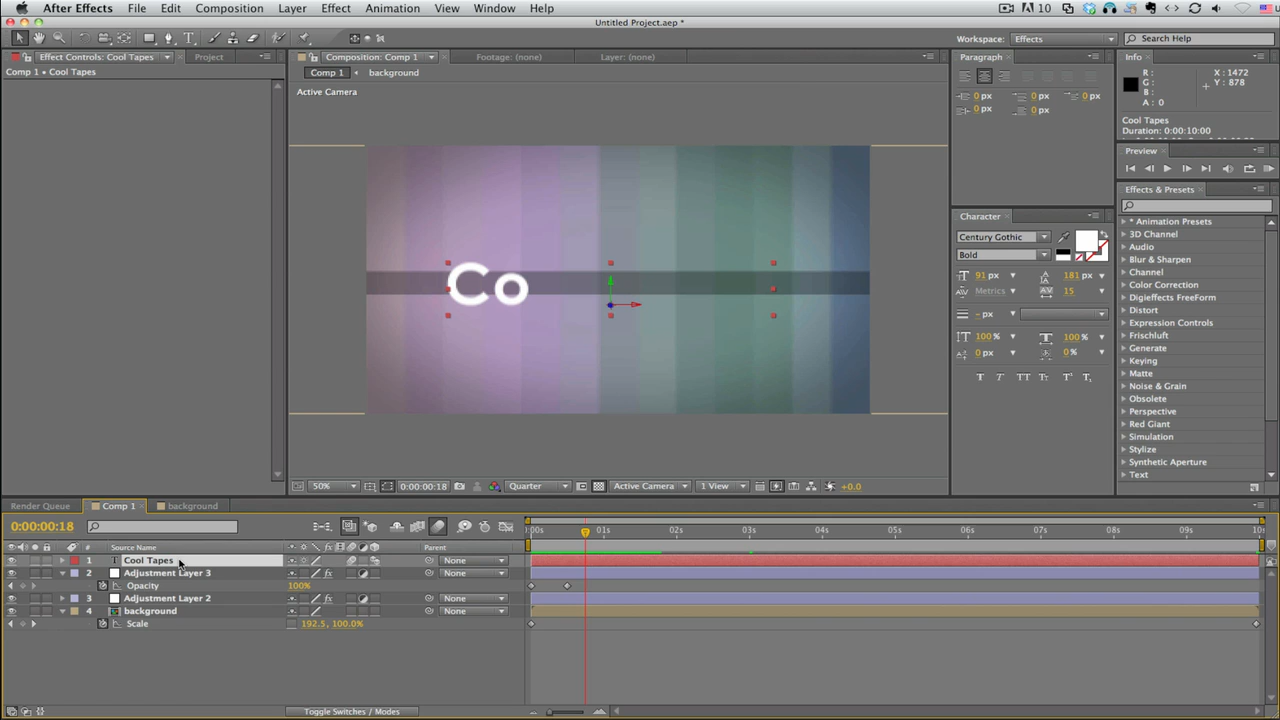 After Effects File Edit Composition Layer Effect Animation View Window Help 10
Untitled Project.aep *
Workspace: Effects Search Help
Effect Controls: Cool Tapes Project
Comp 1 • Cool Tapes
Composition: Comp 1 Footage: (none) Layer: (none)
Comp 1 background
Active Camera
Co
50% 0:00:00:18 Quarter Active Camera 1 View +0.0
Paragraph
0 px 0 px 0 px
0 px 0 px
Character
Century Gothic
Bold
91 px 181 px
Metrics 15
- px
100 % 100 %
0 px 0 %
T T TT Tт T¹ T,
Info
R : X : 1472
G : Y : 878
B :
A : 0
Cool Tapes
Duration: 0:00:10:00
Preview
Effects & Presets
* Animation Presets
3D Channel
Audio
Blur & Sharpen
Channel
Color Correction
Digieffects FreeForm
Distort
Expression Controls
Frischluft
Generate
Keying
Matte
Noise & Grain
Obsolete
Perspective
Red Giant
Simulation
Stylize
Synthetic Aperture
Text
Render Queue Comp 1 background
0:00:00:18
# Source Name Parent
1 T Cool Tapes None
2 Adjustment Layer 3 fx None
Opacity 100%
3 Adjustment Layer 2 fx None
4 background None
Scale 192.5, 100.0%
Toggle Switches / Modes
:00s 01s 02s 03s 04s 05s 06s 07s 08s 09s 10s